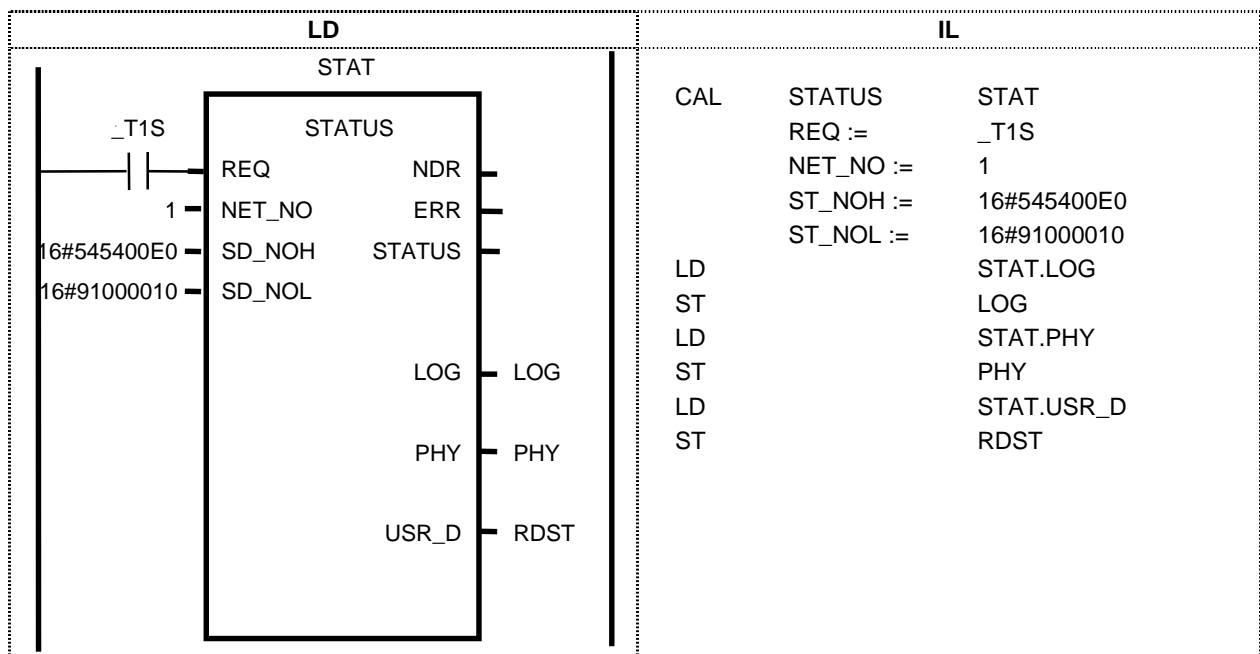 LD IL
STAT
_T1S STATUS
REQ NDR
1 NET_NO ERR
16#545400E0 SD_NOH STATUS
16#91000010 SD_NOL
LOG LOG
PHY PHY
USR_D RDST
CAL STATUS STAT
REQ := _T1S
NET_NO := 1
ST_NOH := 16#545400E0
ST_NOL := 16#91000010
LD STAT.LOG
ST LOG
LD STAT.PHY
ST PHY
LD STAT.USR_D
ST RDST